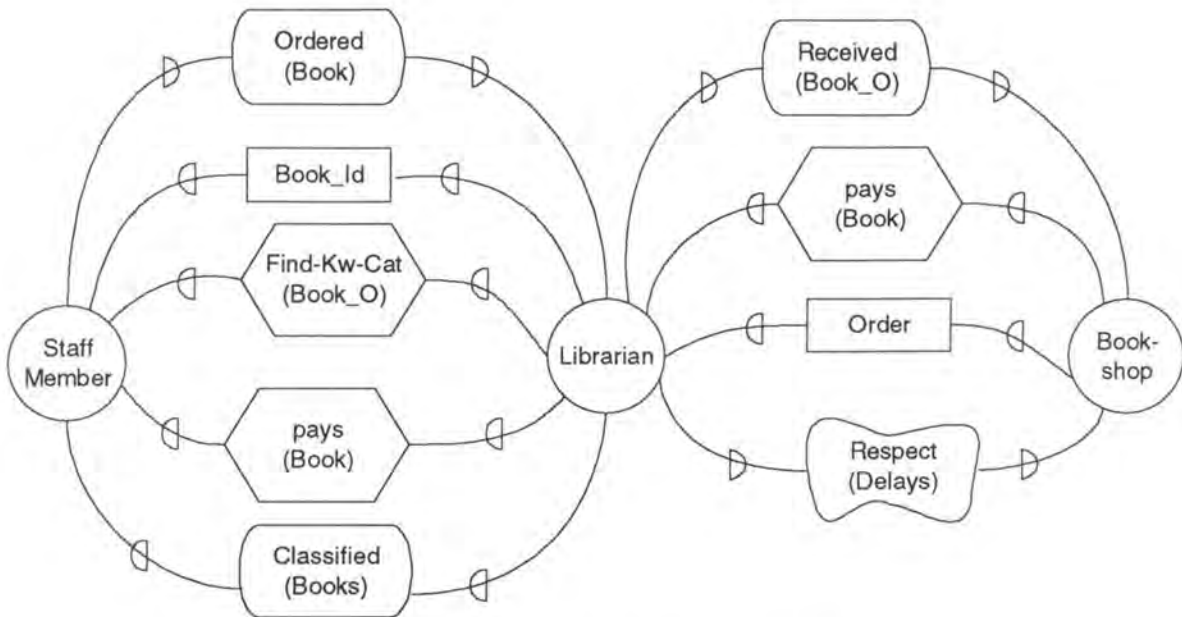 Ordered
(Book)
Received
(Book_O)
Book_Id
pays
(Book)
Find-Kw-Cat
(Book_O)
Order
Staff
Member
Librarian
Book-
shop
pays
(Book)
Respect
(Delays)
Classified
(Books)